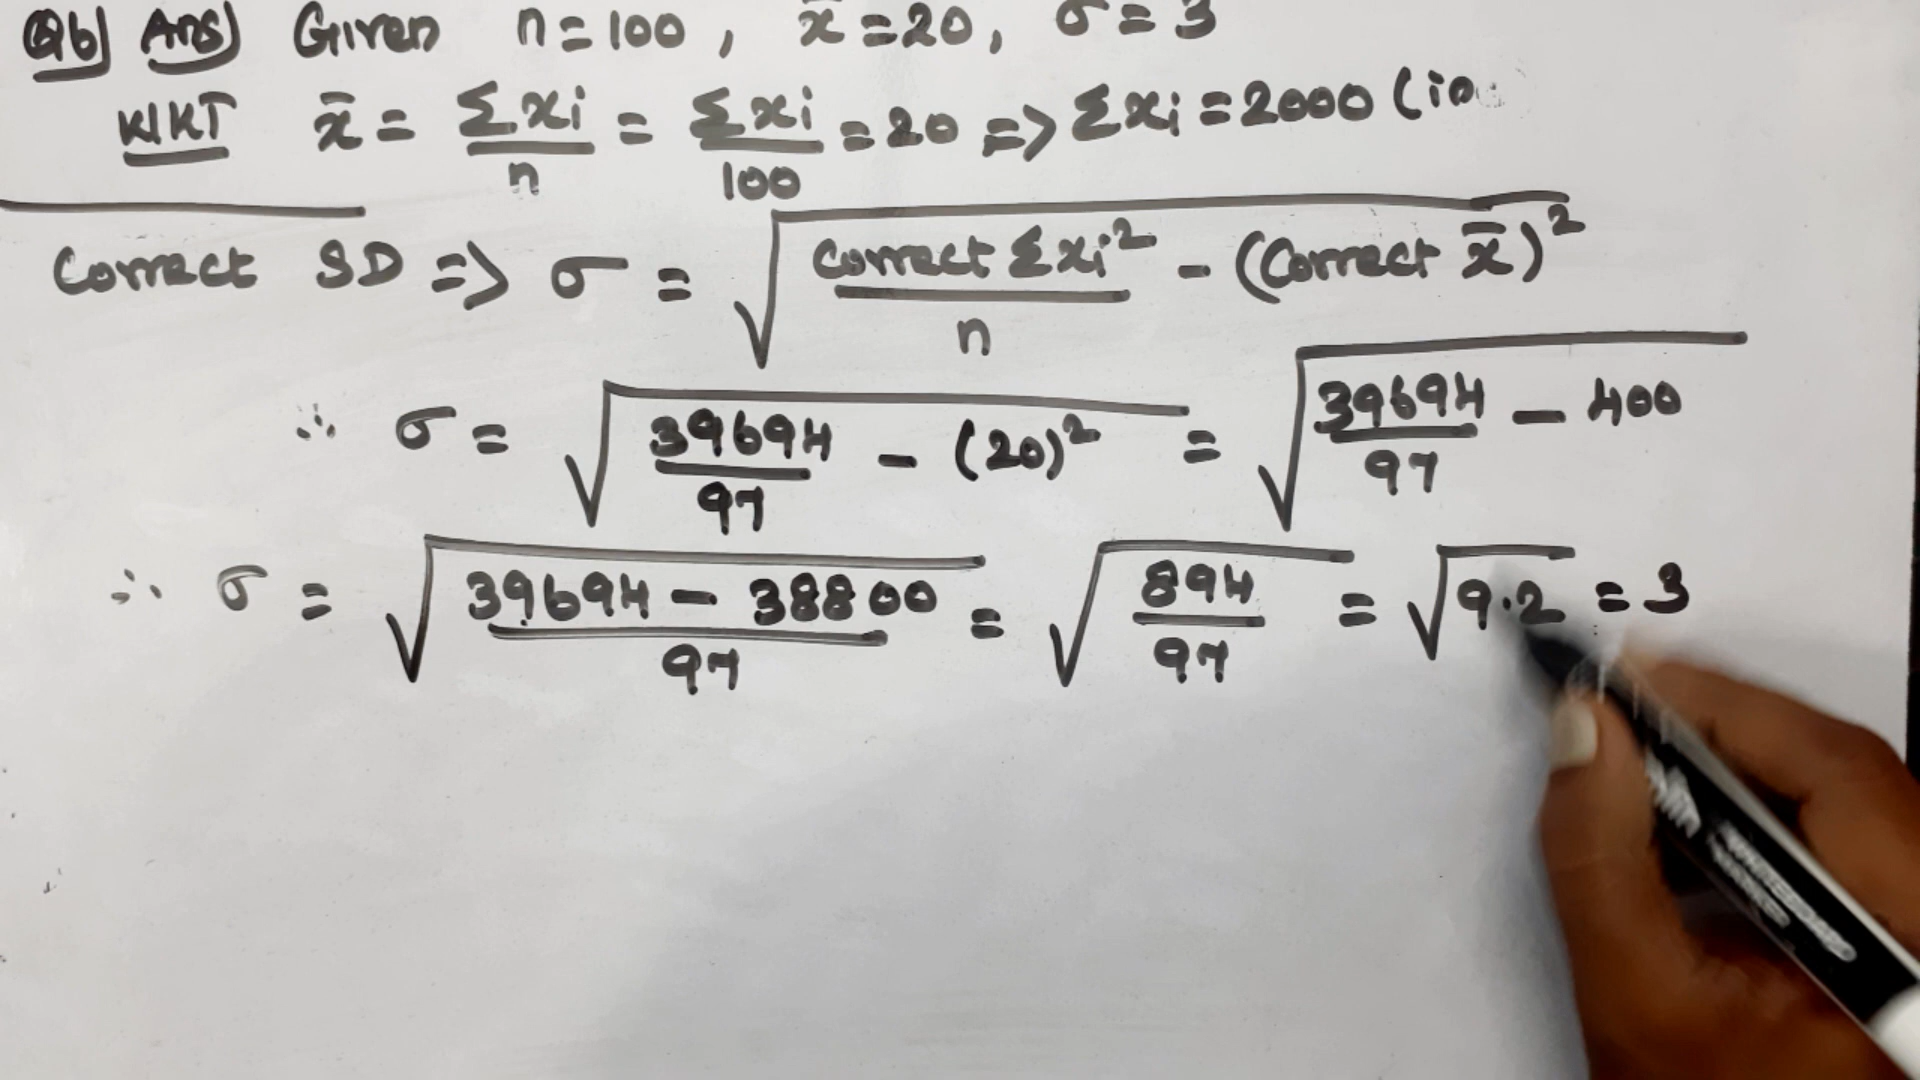 Q6) Ans) Given n = 100 , x̄ = 20, σ = 3
WKT x̄ = Σxi/n = Σxi/100 = 20 => Σxi = 2000 (in
Correct SD => σ = √(Correct Σxi²/n - (Correct x̄)²)
∴ σ = √(39694/97 - (20)²) = √(39694/97 - 400)
∴ σ = √((39694 - 38800)/97) = √(894/97) = √9.2 = 3